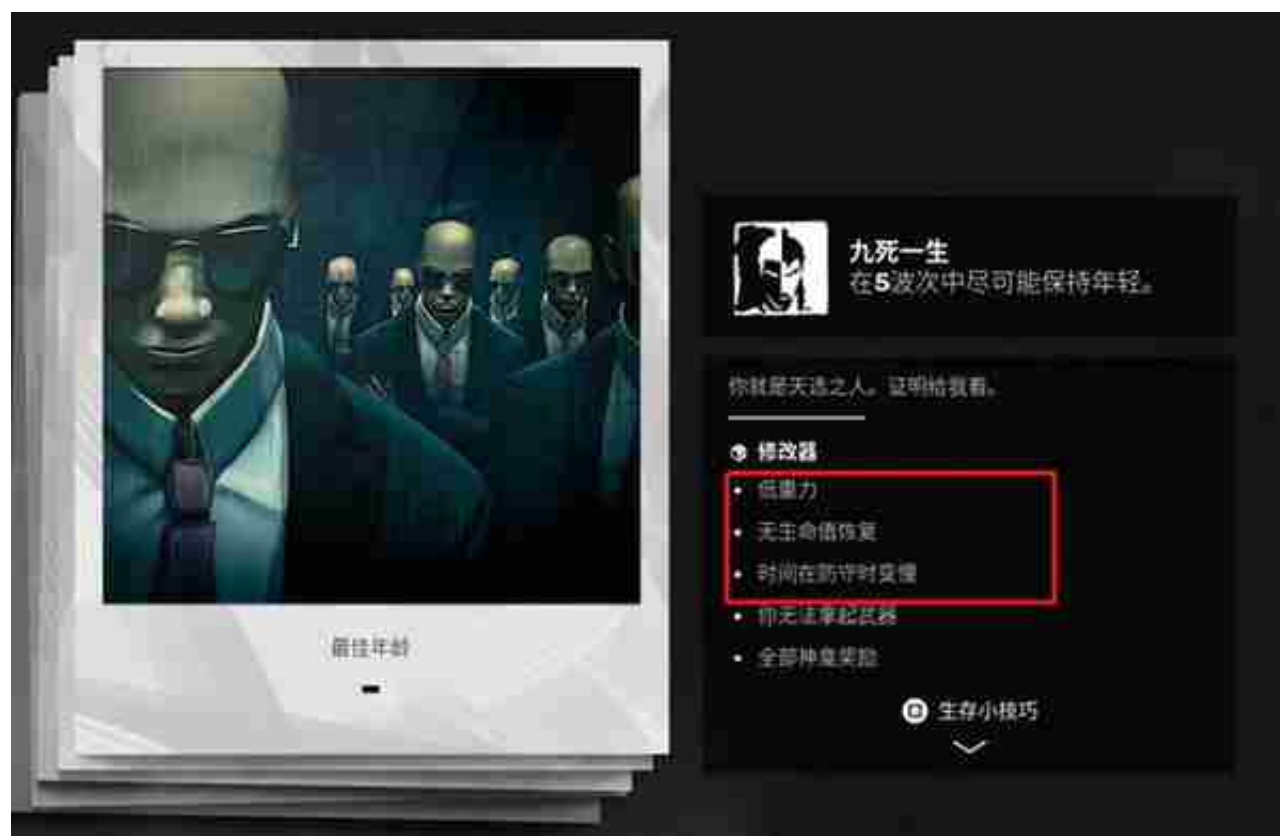 最佳年龄
九死一生
在5波次中尽可能保持年轻。
你就是天选之人。证明给我看。
修改器
• 低重力
• 无生命值恢复
• 时间在防守时变慢
• 你无法拿起武器
• 全部神龛奖励
生存小技巧